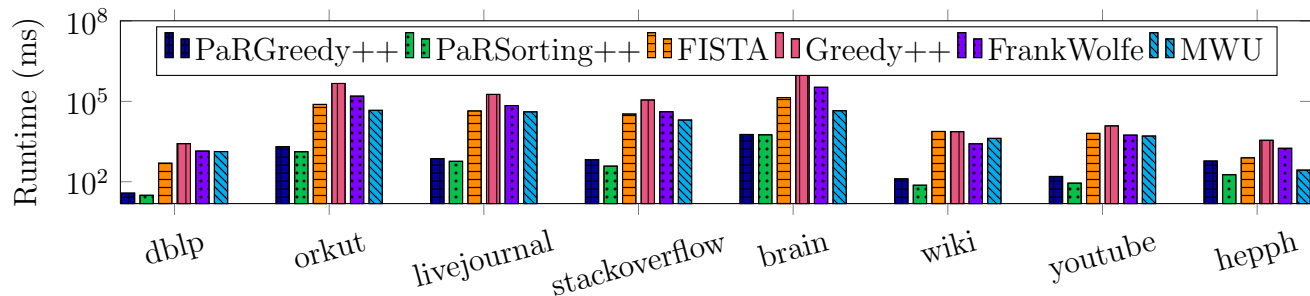 Runtime (ms)
10^8
10^5
10^2
PaRGreedy++ PaRSorting++ FISTA Greedy++ FrankWolfe MWU
dblp orkut livejournal stackoverflow brain wiki youtube hepph